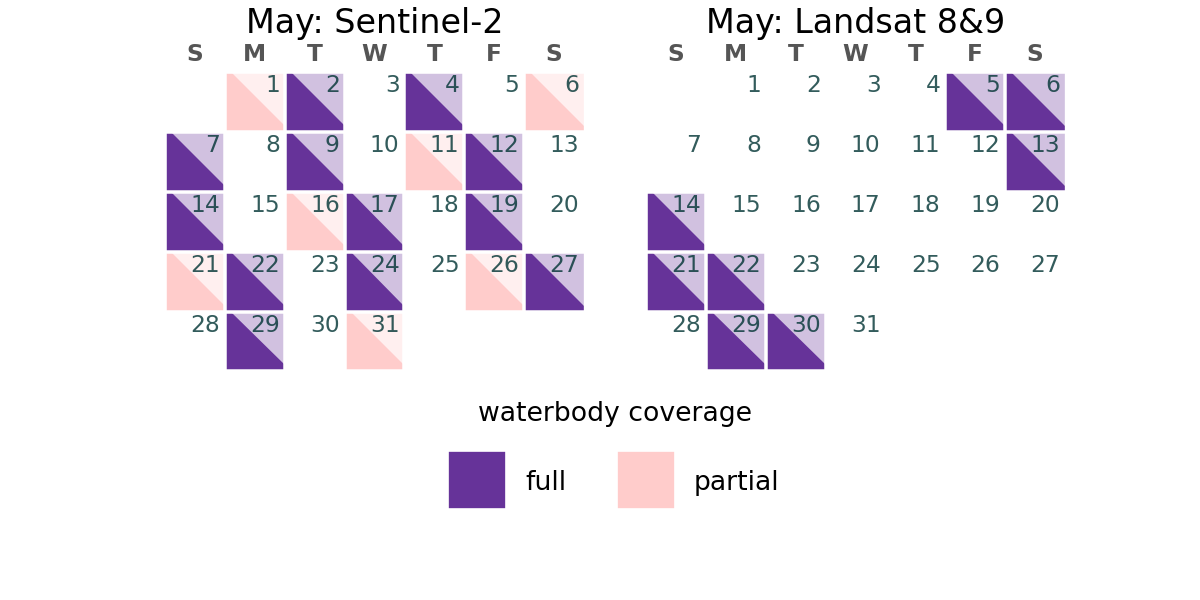 May: Sentinel-2
S M T W T F S
1 2 3 4 5 6
7 8 9 10 11 12 13
14 15 16 17 18 19 20
21 22 23 24 25 26 27
28 29 30 31
May: Landsat 8&9
S M T W T F S
1 2 3 4 5 6
7 8 9 10 11 12 13
14 15 16 17 18 19 20
21 22 23 24 25 26 27
28 29 30 31
waterbody coverage
full partial